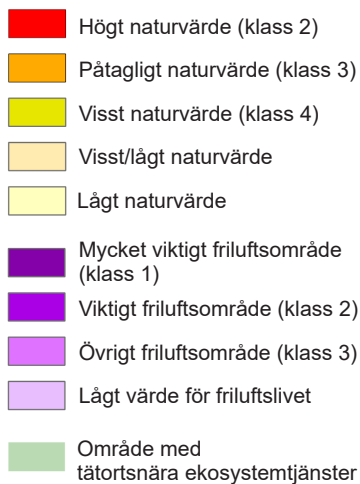 Högt naturvärde (klass 2)
Påtagligt naturvärde (klass 3)
Visst naturvärde (klass 4)
Visst/lågt naturvärde
Lågt naturvärde
Mycket viktigt friluftsområde
(klass 1)
Viktigt friluftsområde (klass 2)
Övrigt friluftsområde (klass 3)
Lågt värde för friluftslivet
Område med
tätortsnära ekosystemtjänster